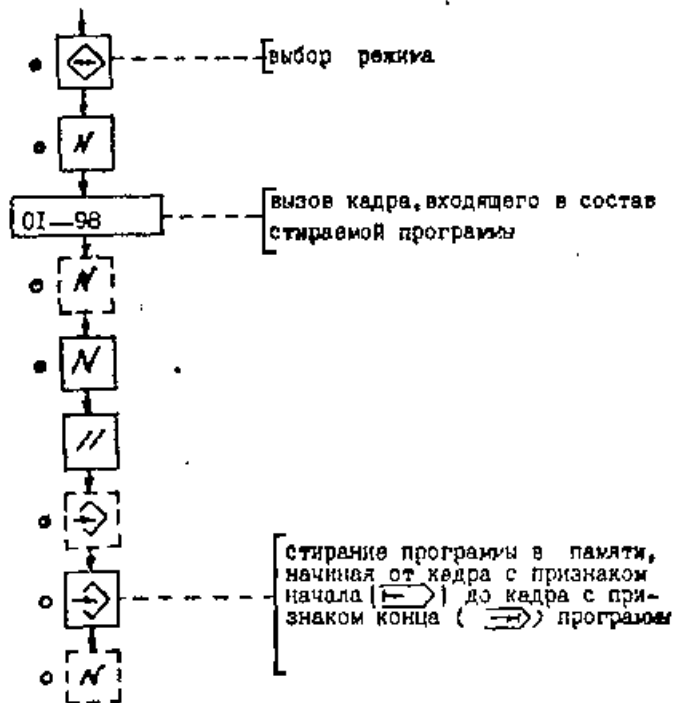 выбор режима
N
01—98
вызов кадра, входящего в состав
стираемой программы
N
N
//
стирание программы в памяти,
начиная от кадра с признаком
начала ( ) до кадра с при-
знаком конца ( ) программы
N